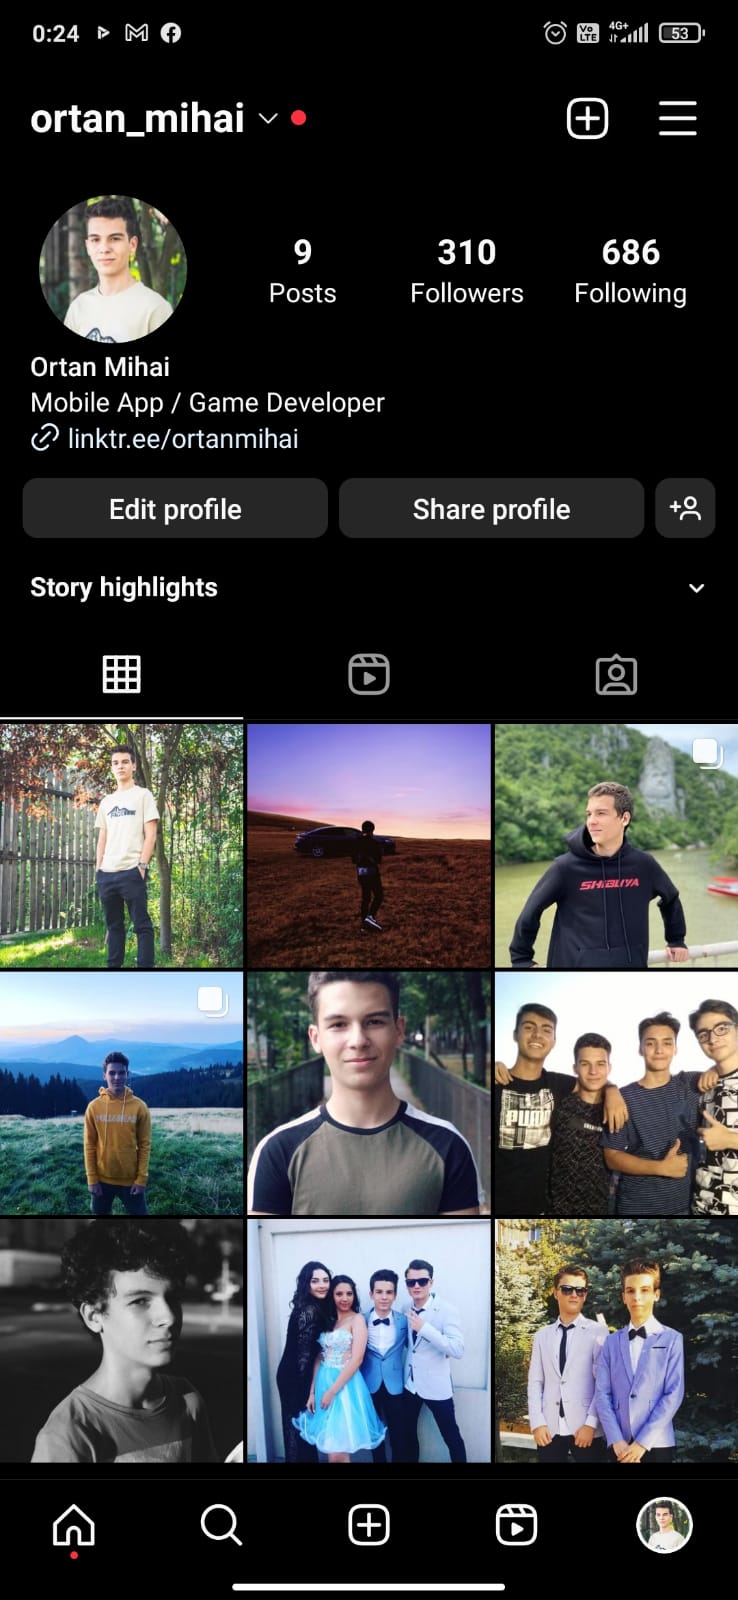 0:24 4G+ Vo LTE 53
ortan_mihai
9 310 686
Posts Followers Following
Ortan Mihai
Mobile App / Game Developer
linktr.ee/ortanmihai
Edit profile Share profile
Story highlights
SHIBUYA
PUMA